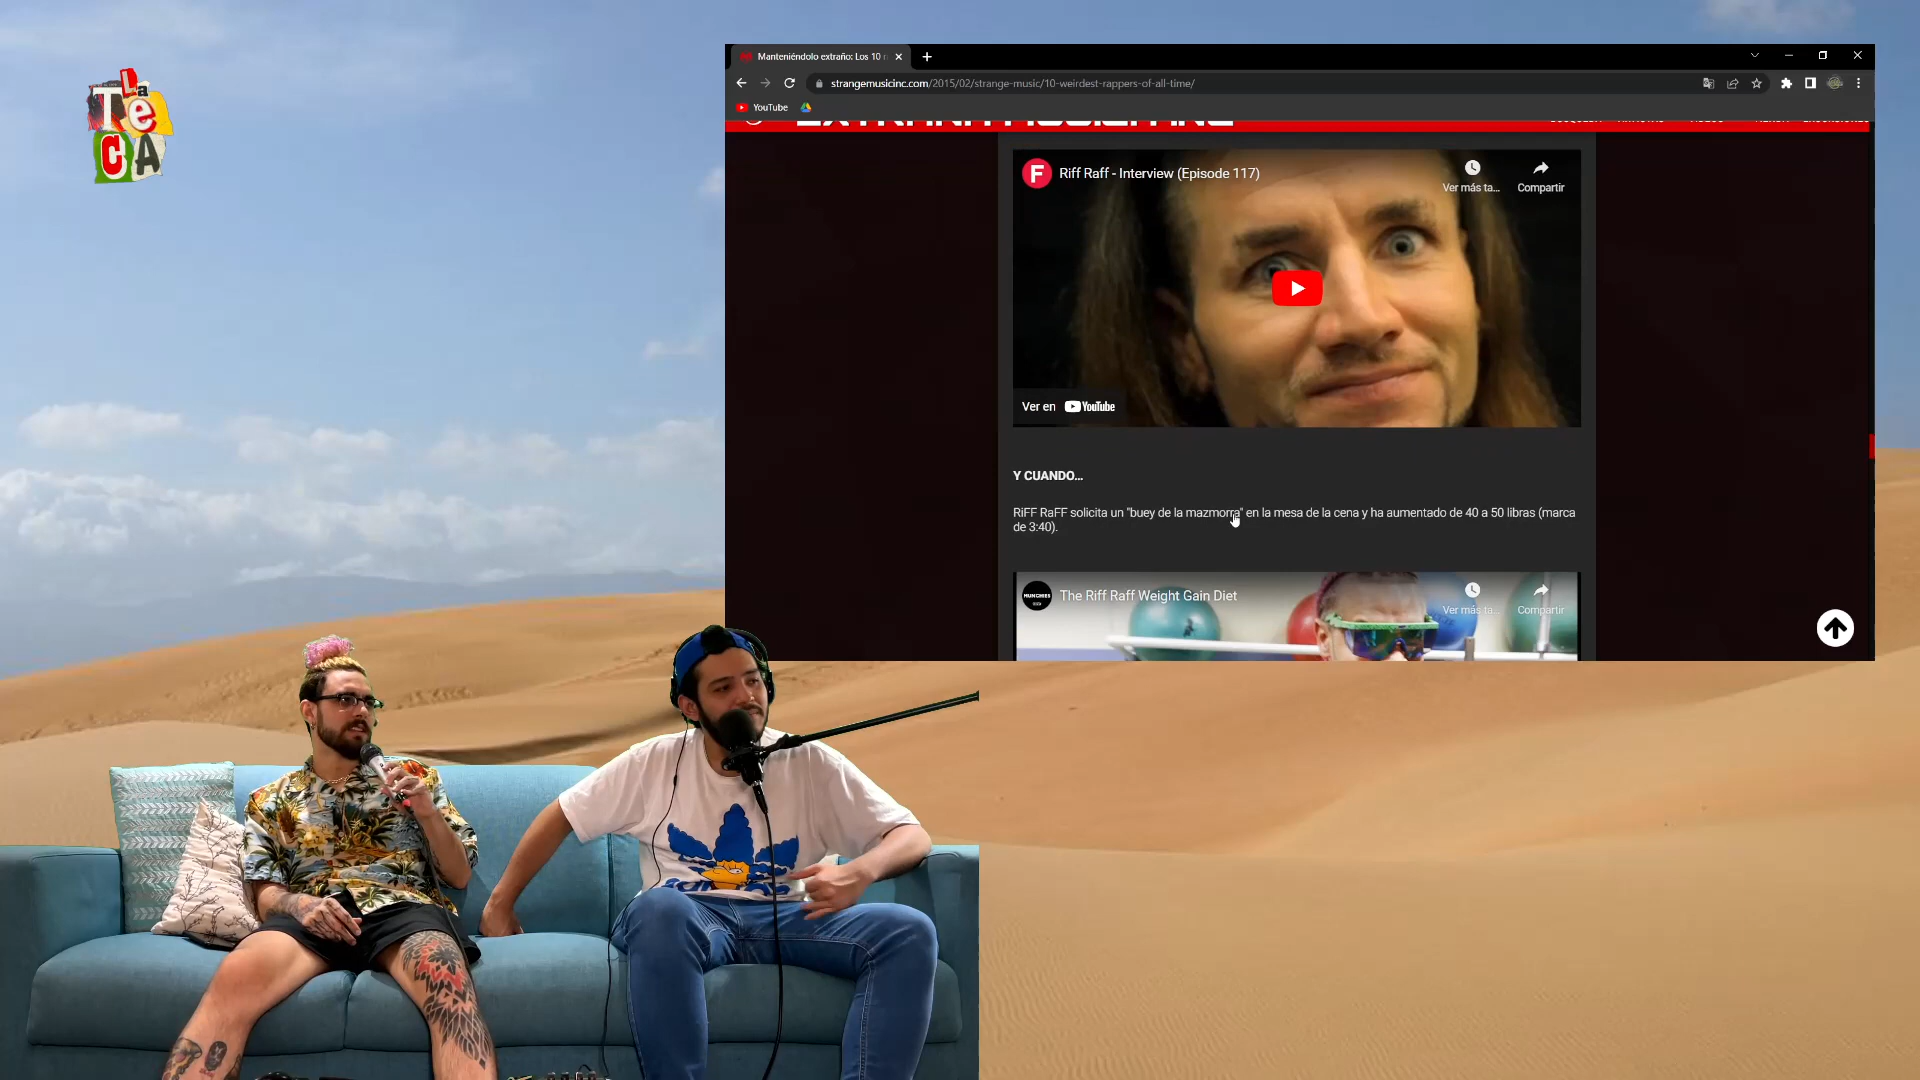 La
Te
CA
Manteniéndolo extraño: Los 10
strangemusicinc.com/2015/02/strange-music/10-weirdest-rappers-of-all-time/
YouTube
F
Riff Raff - Interview (Episode 117)
Ver más ta...
Compartir
Ver en YouTube
Y CUANDO...
RiFF RaFF solicita un "buey de la mazmorra" en la mesa de la cena y ha aumentado de 40 a 50 libras (marca
de 3:40).
MUNCHIES
The Riff Raff Weight Gain Diet
Ver más ta...
Compartir